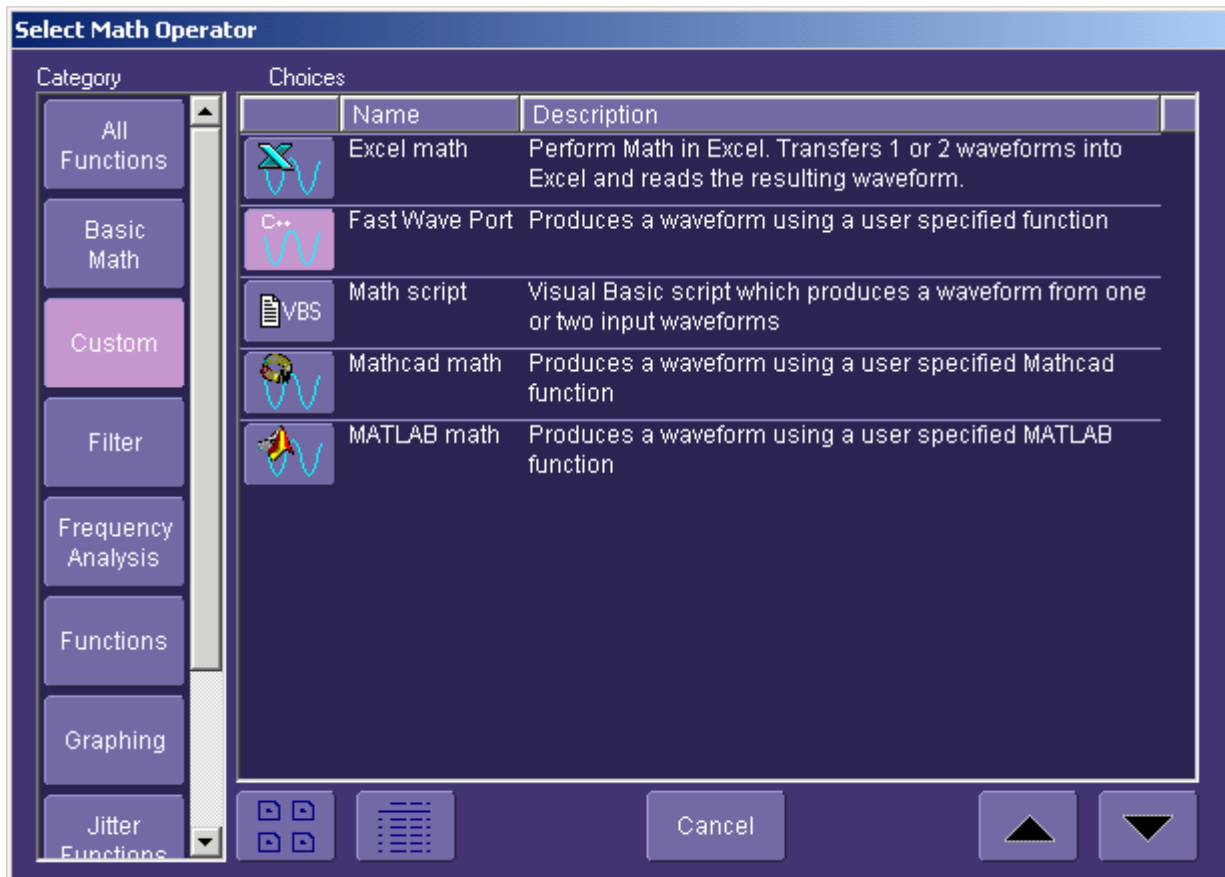 Select Math Operator
Category
Choices
All
Functions
Basic
Math
Custom
Filter
Frequency
Analysis
Functions
Graphing
Jitter
Functions
Name Description
Excel math Perform Math in Excel. Transfers 1 or 2 waveforms into
Excel and reads the resulting waveform.
C++
Fast Wave Port Produces a waveform using a user specified function
VBS
Math script Visual Basic script which produces a waveform from one
or two input waveforms
Mathcad math Produces a waveform using a user specified Mathcad
function
MATLAB math Produces a waveform using a user specified MATLAB
function
Cancel